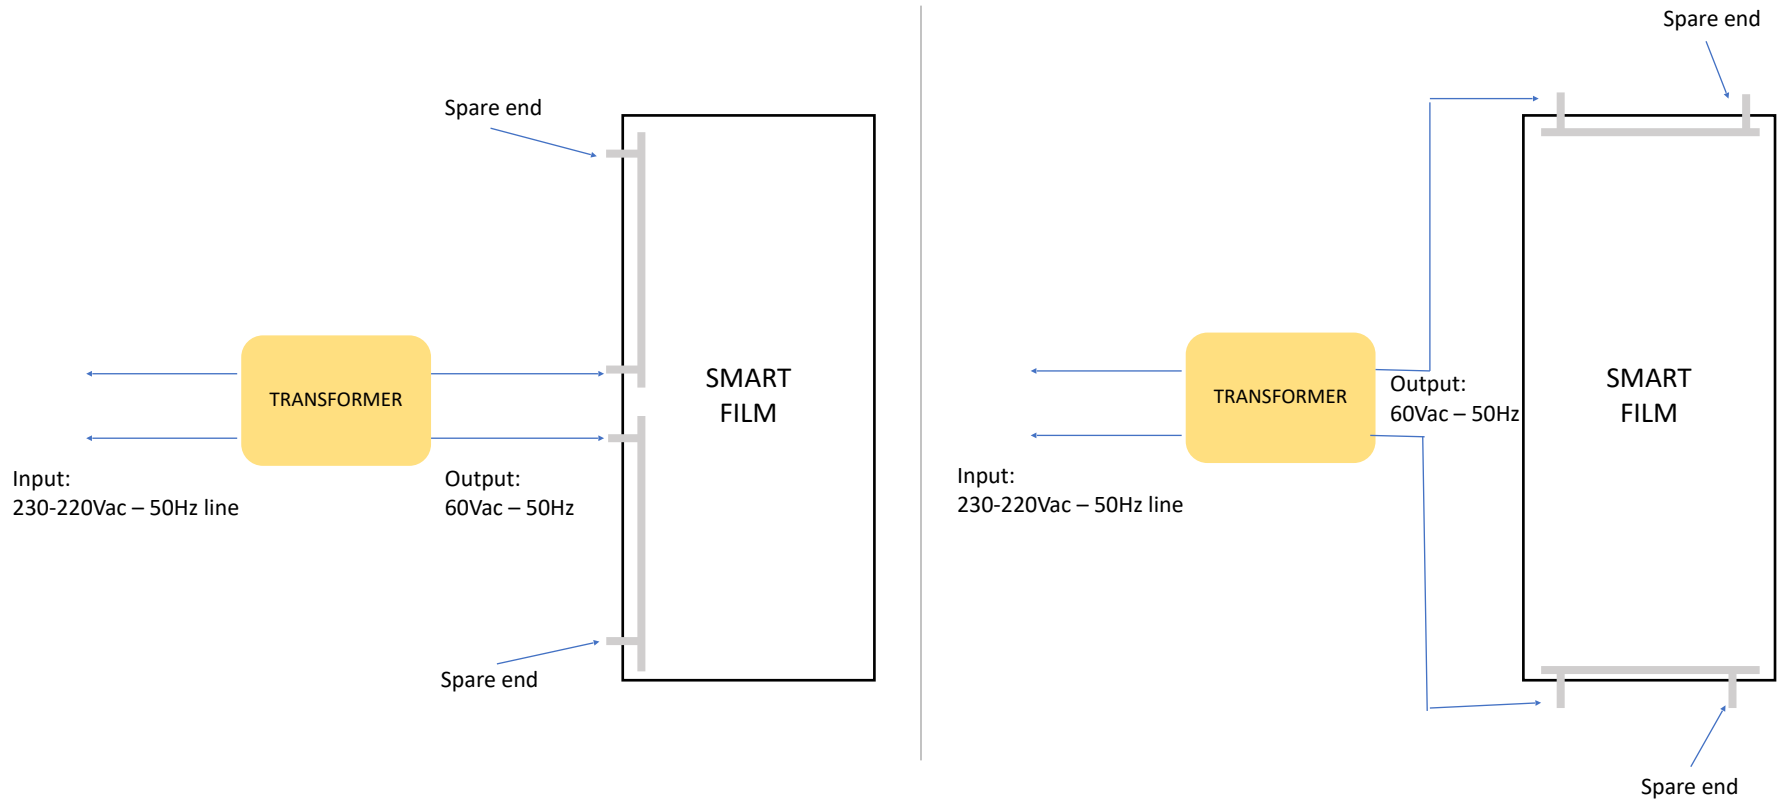 Spare end
TRANSFORMER
Input:
230-220Vac – 50Hz line
Output:
60Vac – 50Hz
SMART
FILM
Spare end
Spare end
TRANSFORMER
Output:
60Vac – 50Hz
Input:
230-220Vac – 50Hz line
SMART
FILM
Spare end